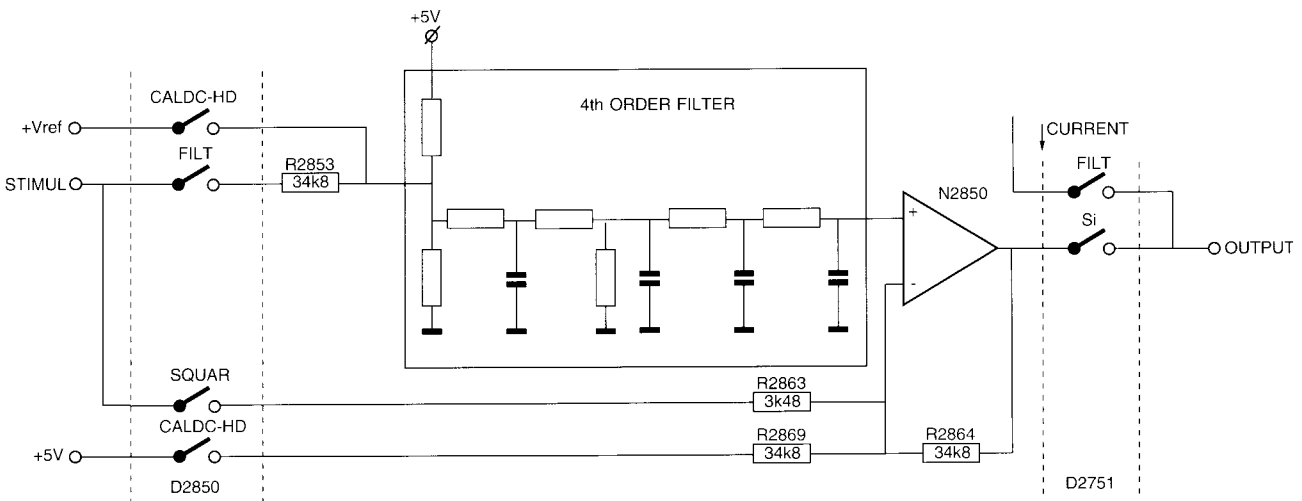 +5V
CALDC-HD
+Vref
FILT
STIMUL
R2853
34k8
4th ORDER FILTER
CURRENT
FILT
N2850
+
-
Si
OUTPUT
SQUAR
R2863
3k48
CALDC-HD
+5V
R2869
34k8
R2864
34k8
D2850
D2751